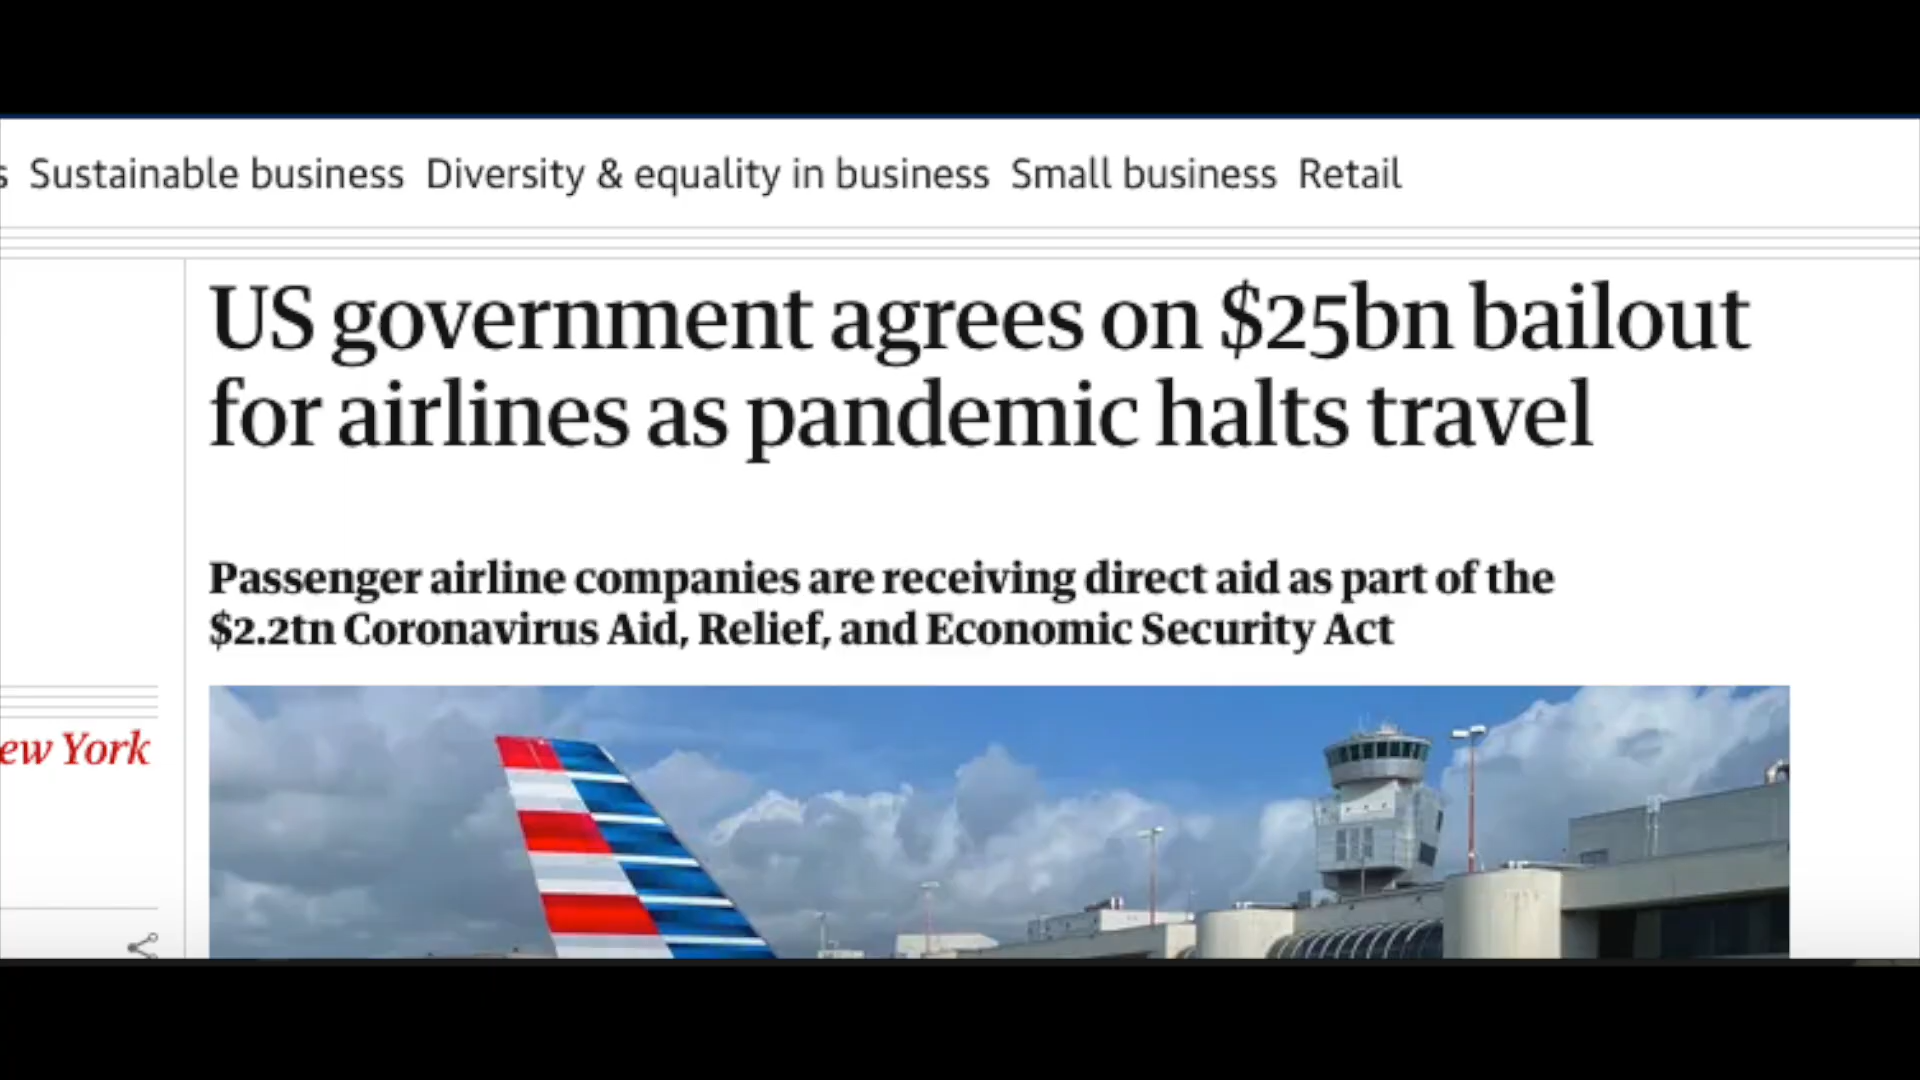 Sustainable business Diversity & equality in business Small business Retail
US government agrees on $25bn bailout
for airlines as pandemic halts travel
Passenger airline companies are receiving direct aid as part of the
$2.2tn Coronavirus Aid, Relief, and Economic Security Act
ew York